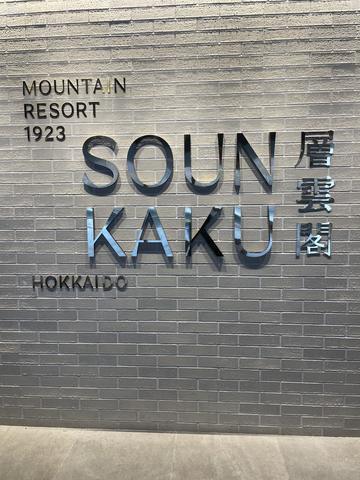 MOUNTAIN
RESORT
1923
SOUN
KAKU
層雲閣
HOKKAIDO